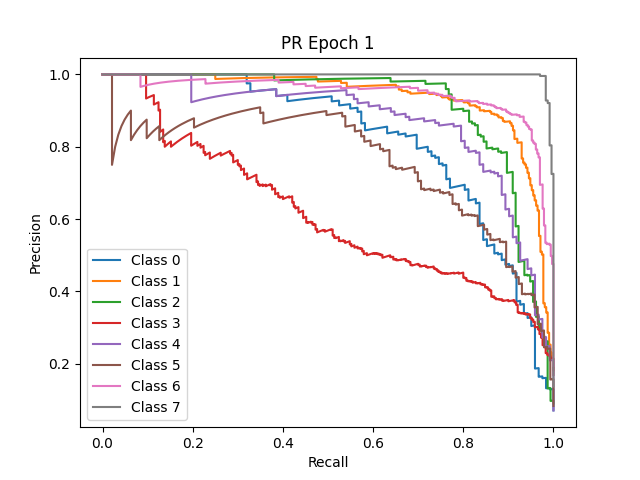 PR Epoch 1
Precision
1.0
0.8
0.6
0.4
0.2
Class 0
Class 1
Class 2
Class 3
Class 4
Class 5
Class 6
Class 7
0.0 0.2 0.4 0.6 0.8 1.0
Recall